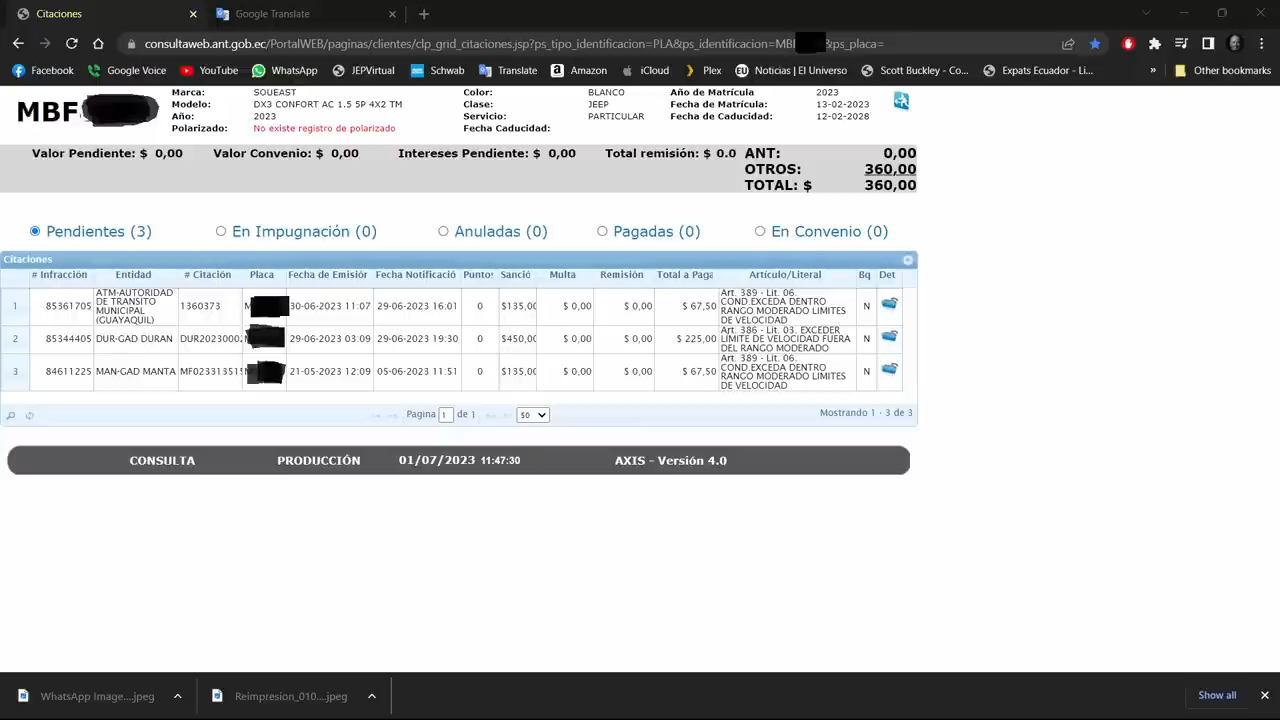 Citaciones
Google Translate
consultaweb.ant.gob.ec/PortalWEB/paginas/clientes/clp_grid_citaciones.jsp?ps_tipo_identificacion=PLA&ps_identificacion=MBF &ps_placa=
Facebook Google Voice YouTube WhatsApp JEPVirtual Schwab Translate Amazon iCloud Plex Noticias | El Universo Scott Buckley - Co... Expats Ecuador - Li... » Other bookmarks
MBF
Marca: SOUEAST Color: BLANCO Año de Matrícula 2023
Modelo: DX3 CONFORT AC 1.5 5P 4X2 TM Clase: JEEP Fecha de Matrícula: 13-02-2023
Año: 2023 Servicio: PARTICULAR Fecha de Caducidad: 12-02-2028
Polarizado: No existe registro de polarizado Fecha Caducidad:
Valor Pendiente: $ 0,00 Valor Convenio: $ 0,00 Intereses Pendiente: $ 0,00 Total remisión: $ 0.0 ANT: 0,00
OTROS: 360,00
TOTAL: $ 360,00
Pendientes (3) En Impugnación (0) Anuladas (0) Pagadas (0) En Convenio (0)
Citaciones
# Infracción Entidad # Citación Placa Fecha de Emisiór Fecha Notificació Puntos Sanció Multa Remisión Total a Paga Artículo/Literal Bq Det
1 85361705 ATM-AUTORIDAD DE TRANSITO MUNICIPAL (GUAYAQUIL) 1360373 M 30-06-2023 11:07 29-06-2023 16:01 0 $135,00 $ 0,00 $ 0,00 $ 67,50 Art. 389 - Lit. 06. COND.EXCEDA DENTRO RANGO MODERADO LIMITES DE VELOCIDAD N
2 85344405 DUR-GAD DURAN DUR2023000 29-06-2023 03:09 29-06-2023 19:30 0 $450,00 $ 0,00 $ 0,00 $ 225,00 Art. 386 - Lit. 03. EXCEDER LIMITE DE VELOCIDAD FUERA DEL RANGO MODERADO N
3 84611225 MAN-GAD MANTA MF023313515 21-05-2023 12:09 05-06-2023 11:51 0 $135,00 $ 0,00 $ 0,00 $ 67,50 Art. 389 - Lit. 06. COND.EXCEDA DENTRO RANGO MODERADO LIMITES DE VELOCIDAD N
Pagina 1 de 1 50 Mostrando 1 - 3 de 3
CONSULTA PRODUCCIÓN 01/07/2023 11:47:30 AXIS - Versión 4.0
WhatsApp Image....jpeg Reimpresion_010....jpeg Show all